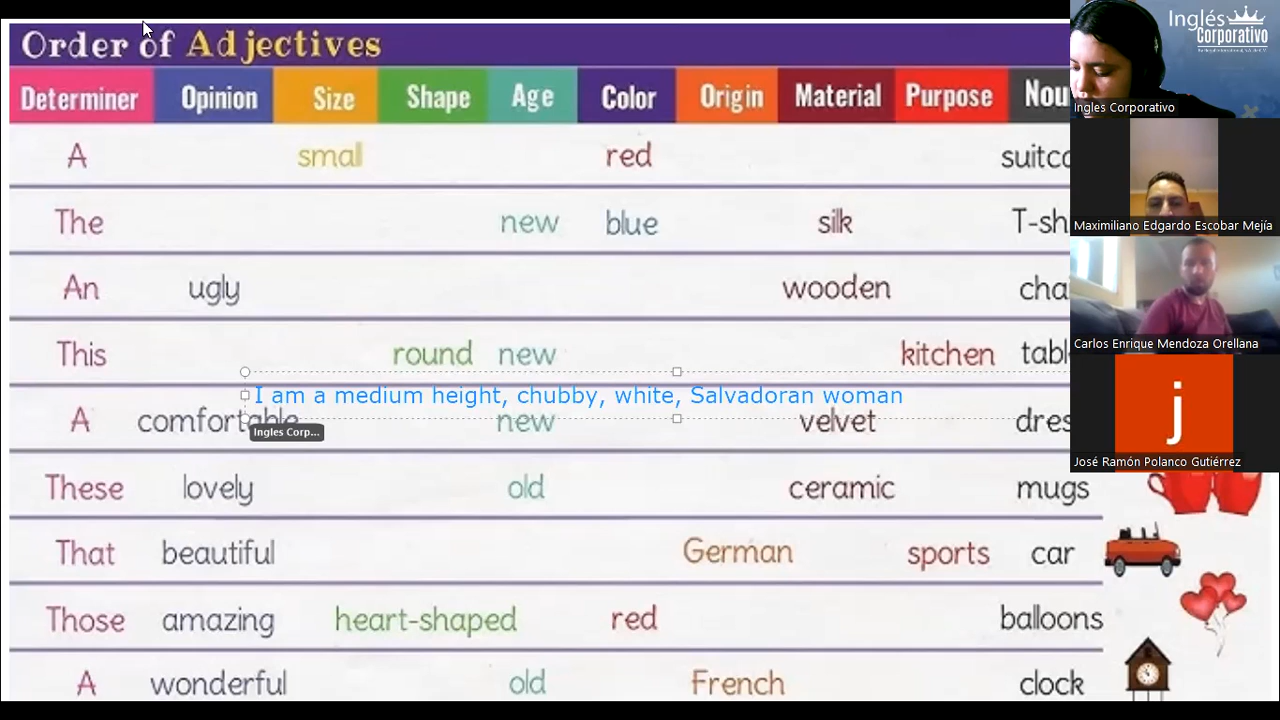 Order of Adjectives
Determiner Opinion Size Shape Age Color Origin Material Purpose
A small red
The new blue silk
An ugly wooden
This round new kitchen
I am a medium height, chubby, white, Salvadoran woman
A comfortable new velvet
Ingles Corp...
These lovely old ceramic mugs
That beautiful German sports car
Those amazing heart-shaped red balloons
A wonderful old French clock
Inglés
Corporativo
Ingles Corporativo
Maximiliano Edgardo Escobar Mejía
Carlos Enrique Mendoza Orellana
j
José Ramón Polanco Gutiérrez